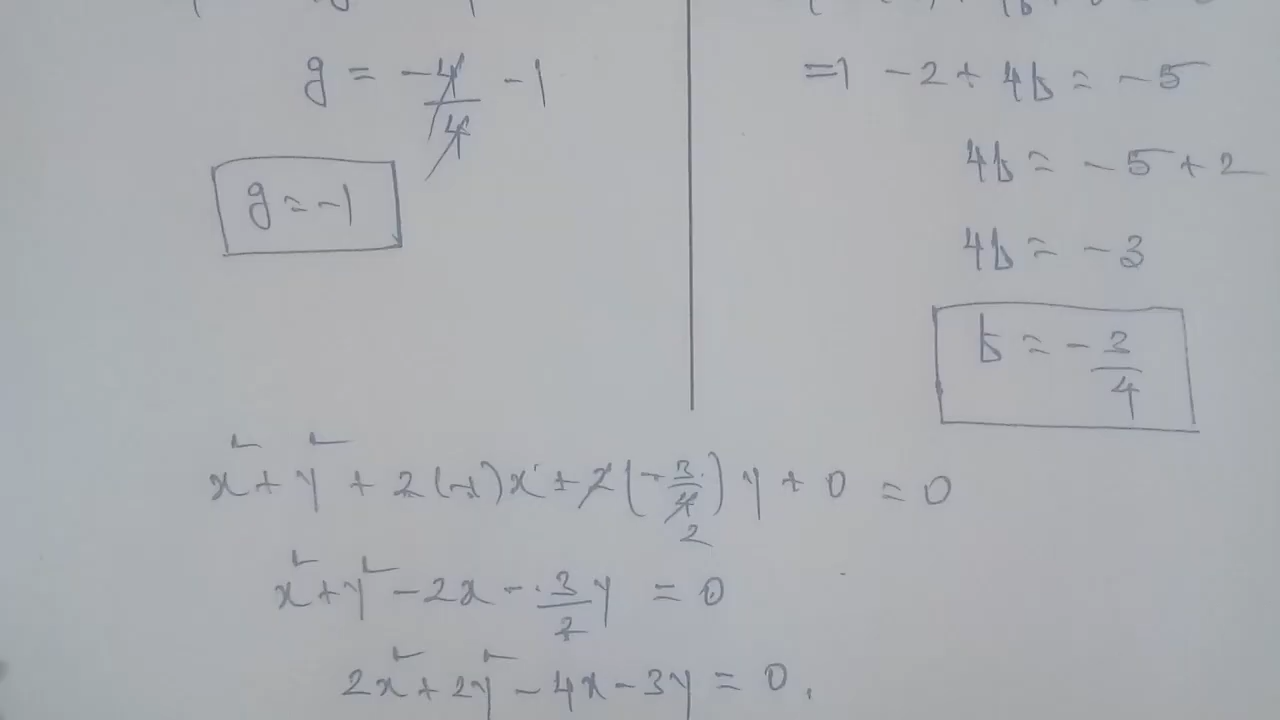 g = -4/4 - 1
g = -1
=1 -2 + 4b = -5
4b = -5 + 2
4b = -3
b = -3/4
x² + y² + 2(-1)x + 2(-3/4 2)y + 0 = 0
x² + y² - 2x - 3/2 y = 0
2x² + 2y² - 4x - 3y = 0.